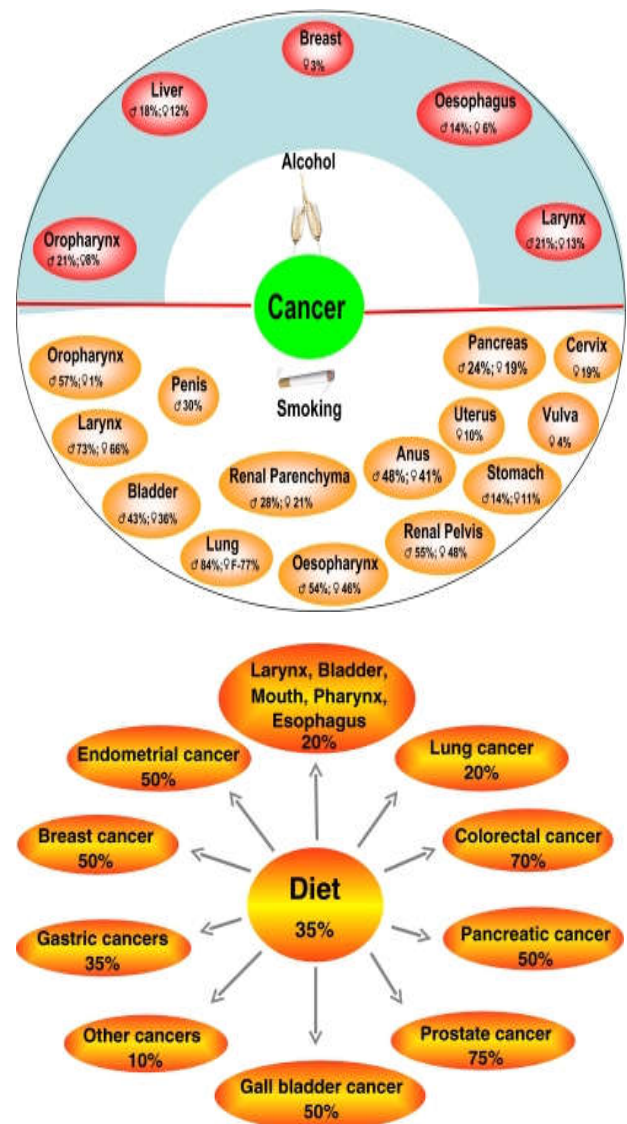 Breast
♀3%
Liver
♂ 18%; ♀12%
Oesophagus
♂ 14%; ♀ 6%
Alcohol
Oropharynx
♂ 21%; ♀8%
Larynx
♂ 21%; ♀ 13%
Cancer
Smoking
Oropharynx
♂ 57%; ♀ 1%
Penis
♂ 30%
Pancreas
♂ 24%; ♀ 19%
Cervix
♀ 19%
Larynx
♂ 73%; ♀ 66%
Uterus
♀ 10%
Vulva
♀ 4%
Anus
♂ 48%; ♀ 41%
Renal Parenchyma
♂ 28%; ♀ 21%
Stomach
♂ 14%; ♀ 11%
Bladder
♂ 43%; ♀ 36%
Lung
♂ 84%; ♀ F-77%
Oesopharynx
♂ 54%; ♀ 46%
Renal Pelvis
♂ 55%; ♀ 48%
Larynx, Bladder,
Mouth, Pharynx,
Esophagus
20%
Endometrial cancer
50%
Lung cancer
20%
Breast cancer
50%
Colorectal cancer
70%
Diet
35%
Gastric cancers
35%
Pancreatic cancer
50%
Other cancers
10%
Prostate cancer
75%
Gall bladder cancer
50%